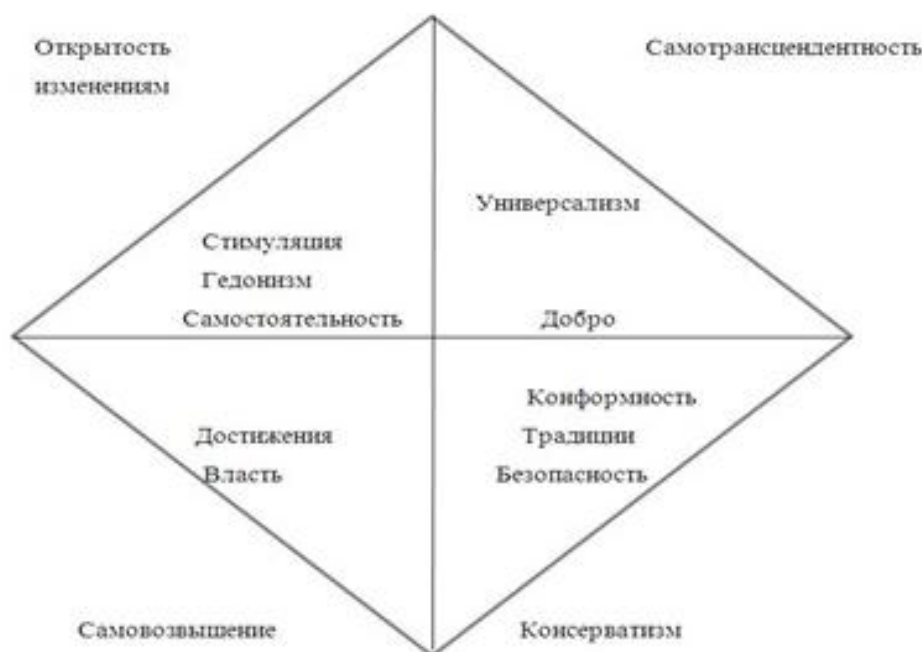 Открытость
изменениям
Самотрансцендентность
Универсализм
Стимуляция
Гедонизм
Самостоятельность
Добро
Конформность
Достижения
Традиции
Власть
Безопасность
Самовозвышение
Консерватизм